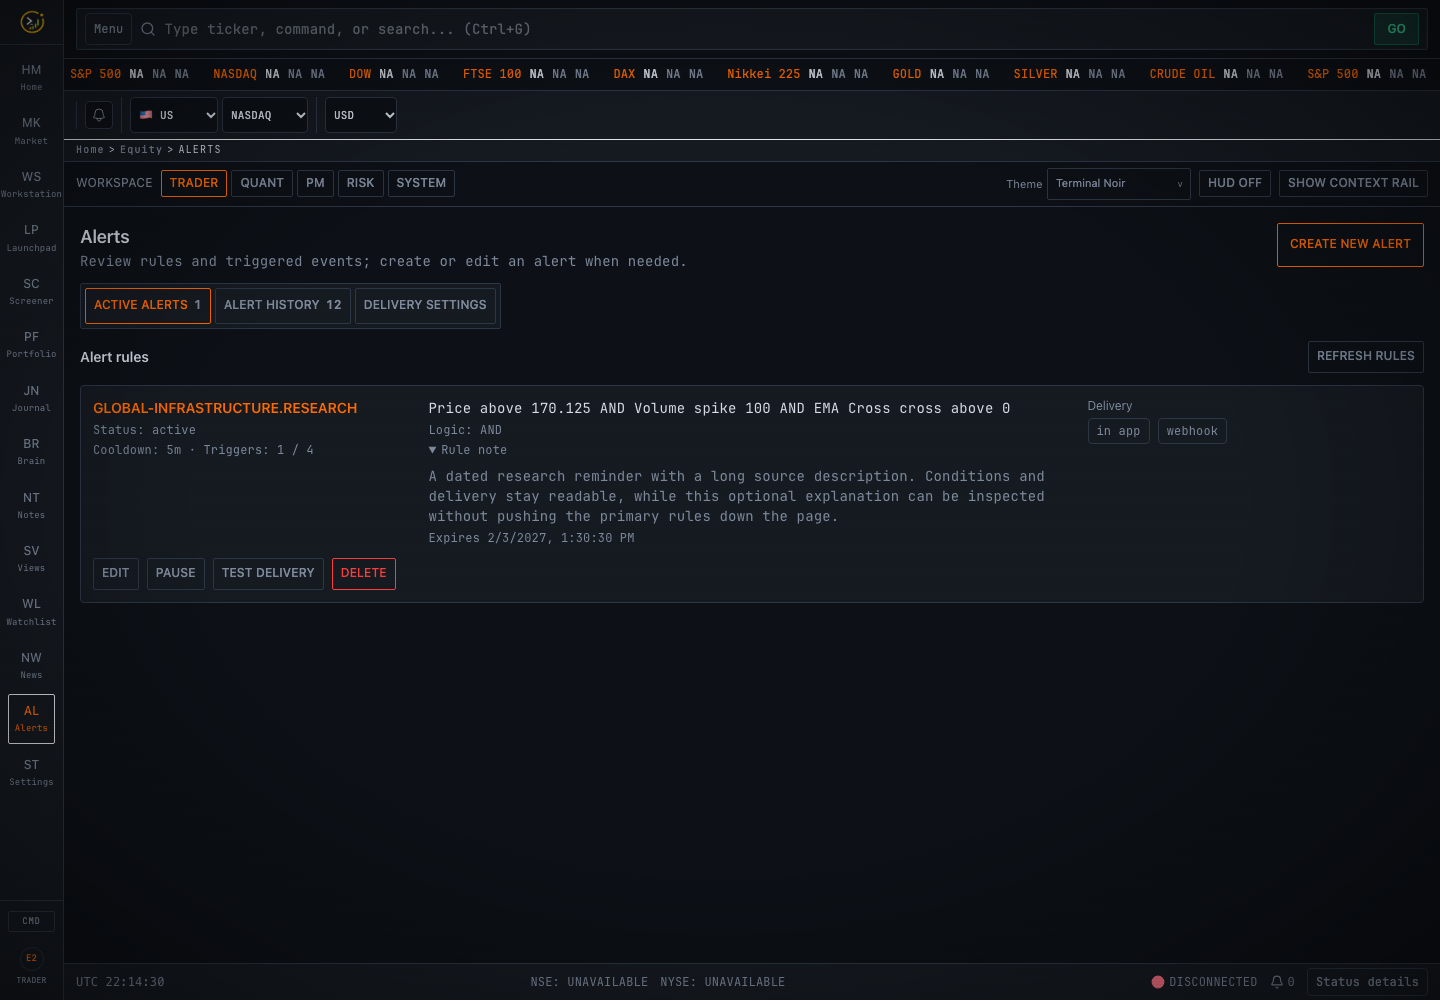 Menu Type ticker, command, or search... (Ctrl+G) GO
S&P 500 NA NA NA NASDAQ NA NA NA DOW NA NA NA FTSE 100 NA NA NA DAX NA NA NA Nikkei 225 NA NA NA GOLD NA NA NA SILVER NA NA NA CRUDE OIL NA NA NA S&P 500 NA NA NA
US NASDAQ USD
Home > Equity > ALERTS
WORKSPACE TRADER QUANT PM RISK SYSTEM Theme Terminal Noir v HUD OFF SHOW CONTEXT RAIL
HM
Home
MK
Market
WS
Workstation
LP
Launchpad
SC
Screener
PF
Portfolio
JN
Journal
BR
Brain
NT
Notes
SV
Views
WL
Watchlist
NW
News
AL
Alerts
ST
Settings
CMD
E2
TRADER
Alerts
Review rules and triggered events; create or edit an alert when needed.
CREATE NEW ALERT
ACTIVE ALERTS 1 ALERT HISTORY 12 DELIVERY SETTINGS
Alert rules REFRESH RULES
GLOBAL-INFRASTRUCTURE.RESEARCH
Status: active
Cooldown: 5m · Triggers: 1 / 4
Price above 170.125 AND Volume spike 100 AND EMA Cross cross above 0
Logic: AND
▼ Rule note
A dated research reminder with a long source description. Conditions and
delivery stay readable, while this optional explanation can be inspected
without pushing the primary rules down the page.
Expires 2/3/2027, 1:30:30 PM
Delivery
in app webhook
EDIT PAUSE TEST DELIVERY DELETE
UTC 22:14:30 NSE: UNAVAILABLE NYSE: UNAVAILABLE DISCONNECTED 0 Status details